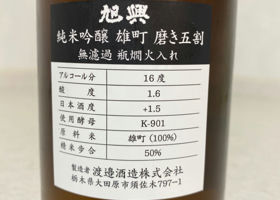 旭興
純米吟醸 雄町 磨き五割
無濾過 瓶燗火入れ
アルコール分 16度
酸度 1.6
日本酒度 +1.5
使用酵母 K-901
原料米 雄町(100%)
精米歩合 50%
製造者 渡邉酒造株式会社
栃木県大田原市須佐木797-1